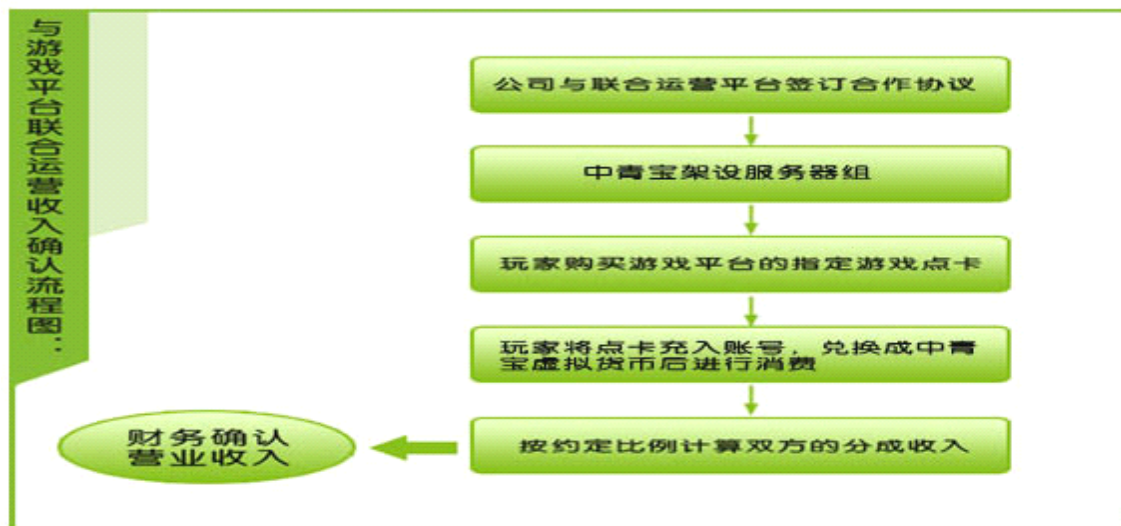 与游戏平台联合运营收入确认流程图：
公司与联合运营平台签订合作协议
中青宝架设服务器组
玩家购买游戏平台的指定游戏点卡
玩家将点卡充入账号，兑换成中青
宝虚拟货币后进行消费
按约定比例计算双方的分成收入
财务确认
营业收入